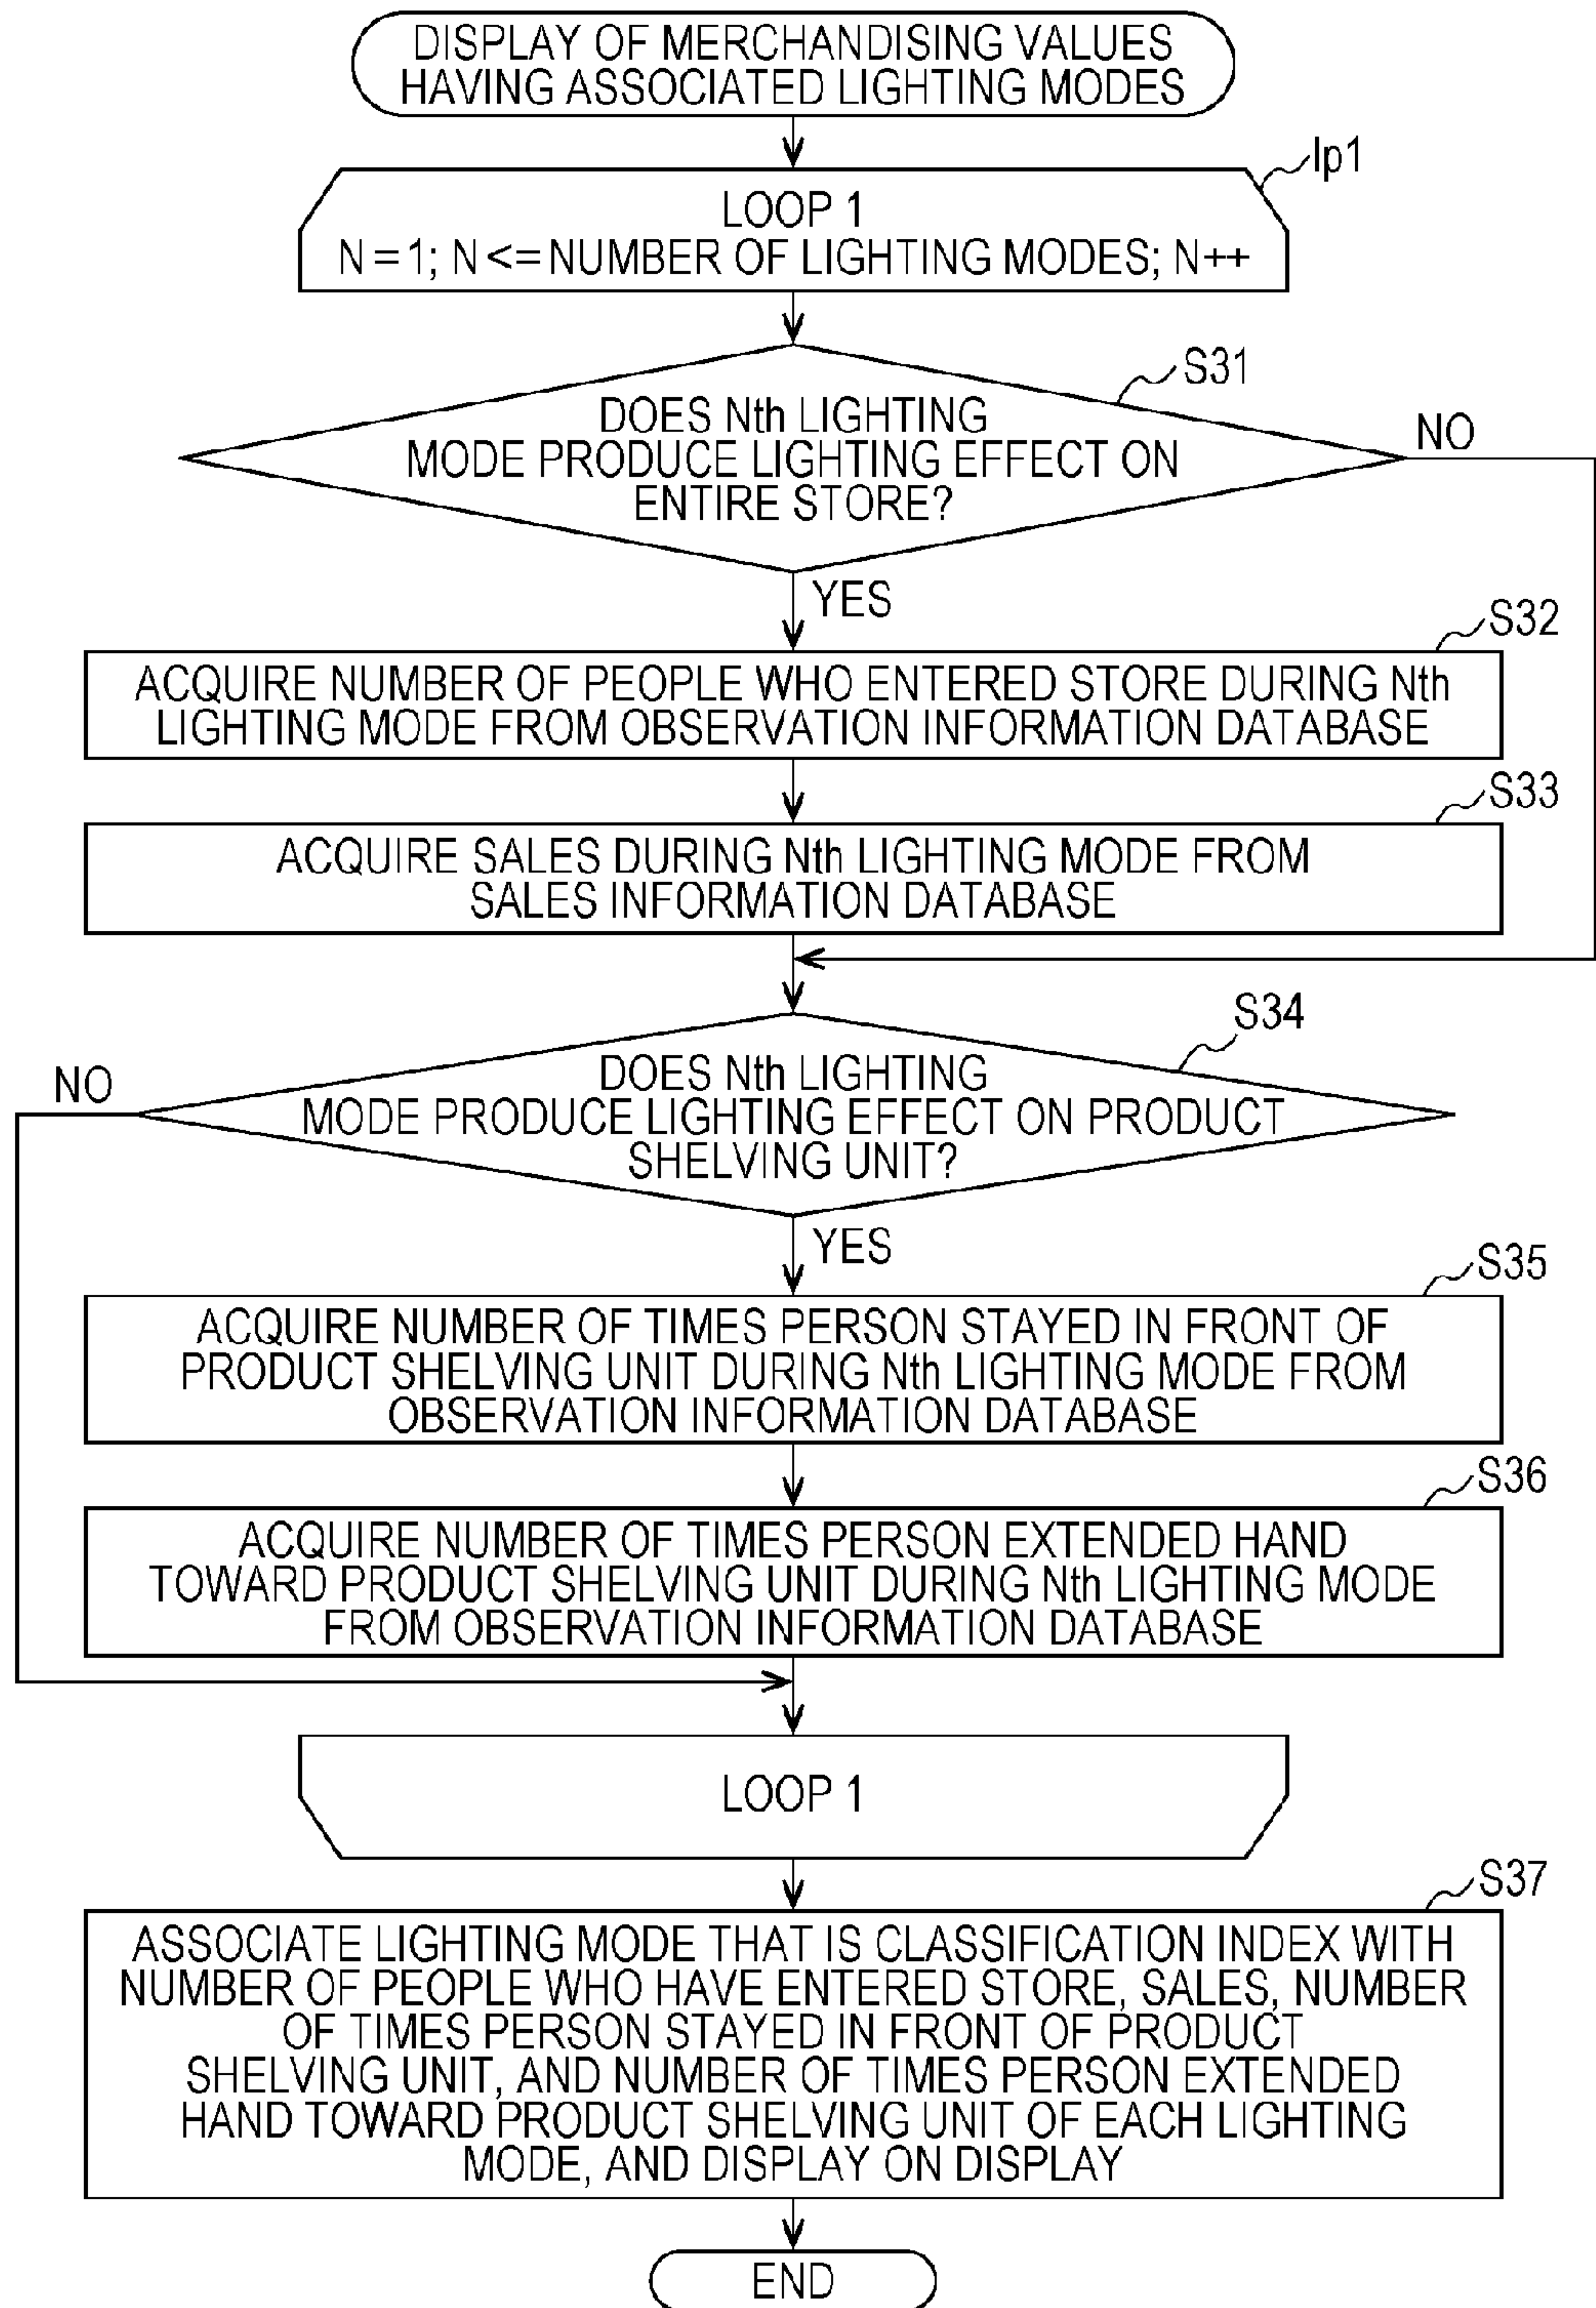 DISPLAY OF MERCHANDISING VALUES
HAVING ASSOCIATED LIGHTING MODES
lp1
LOOP 1
N = 1; N <= NUMBER OF LIGHTING MODES; N++
S31
DOES Nth LIGHTING
MODE PRODUCE LIGHTING EFFECT ON
ENTIRE STORE?
NO
YES
S32
ACQUIRE NUMBER OF PEOPLE WHO ENTERED STORE DURING Nth
LIGHTING MODE FROM OBSERVATION INFORMATION DATABASE
S33
ACQUIRE SALES DURING Nth LIGHTING MODE FROM
SALES INFORMATION DATABASE
S34
DOES Nth LIGHTING
MODE PRODUCE LIGHTING EFFECT ON PRODUCT
SHELVING UNIT?
NO
YES
S35
ACQUIRE NUMBER OF TIMES PERSON STAYED IN FRONT OF
PRODUCT SHELVING UNIT DURING Nth LIGHTING MODE FROM
OBSERVATION INFORMATION DATABASE
S36
ACQUIRE NUMBER OF TIMES PERSON EXTENDED HAND
TOWARD PRODUCT SHELVING UNIT DURING Nth LIGHTING MODE
FROM OBSERVATION INFORMATION DATABASE
LOOP 1
S37
ASSOCIATE LIGHTING MODE THAT IS CLASSIFICATION INDEX WITH
NUMBER OF PEOPLE WHO HAVE ENTERED STORE, SALES, NUMBER
OF TIMES PERSON STAYED IN FRONT OF PRODUCT
SHELVING UNIT, AND NUMBER OF TIMES PERSON EXTENDED
HAND TOWARD PRODUCT SHELVING UNIT OF EACH LIGHTING
MODE, AND DISPLAY ON DISPLAY
END